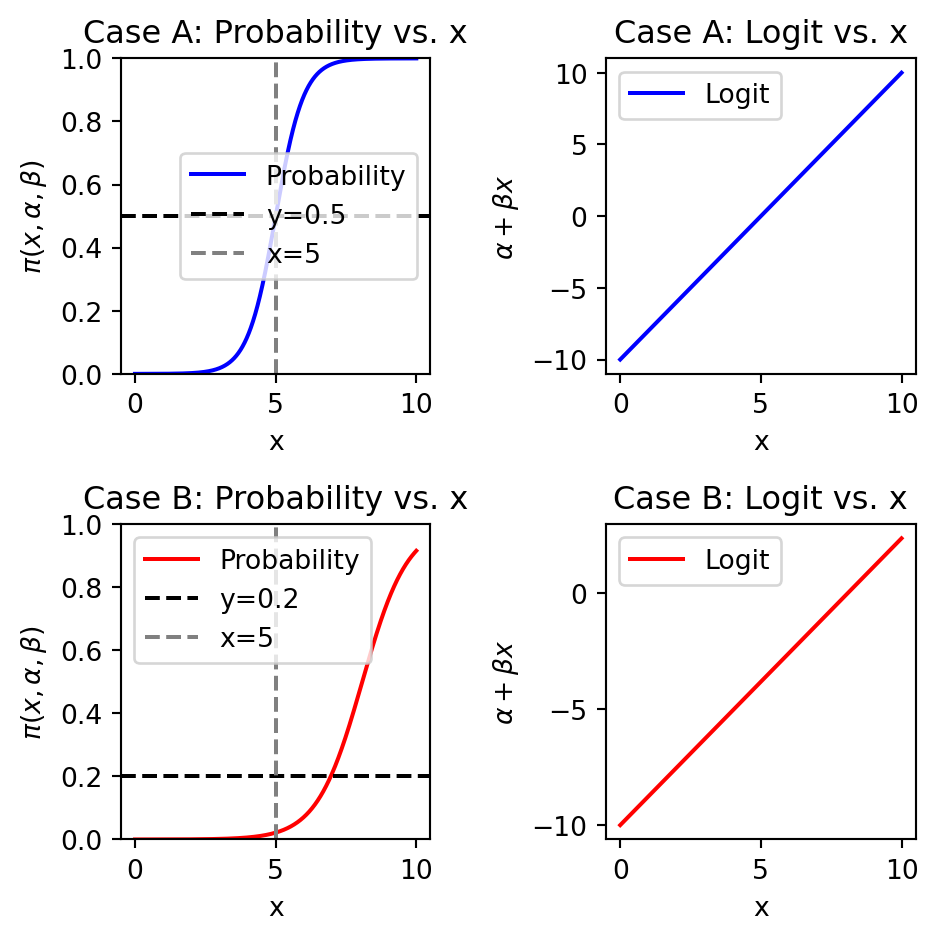 Case A: Probability vs. x
1.0
0.8
0.6
0.4
0.2
0.0
π(x, α, β)
Probability
y=0.5
x=5
0 5 10
x
Case A: Logit vs. x
10
5
0
−5
−10
α + βx
Logit
0 5 10
x
Case B: Probability vs. x
1.0
0.8
0.6
0.4
0.2
0.0
π(x, α, β)
Probability
y=0.2
x=5
0 5 10
x
Case B: Logit vs. x
0
−5
−10
α + βx
Logit
0 5 10
x